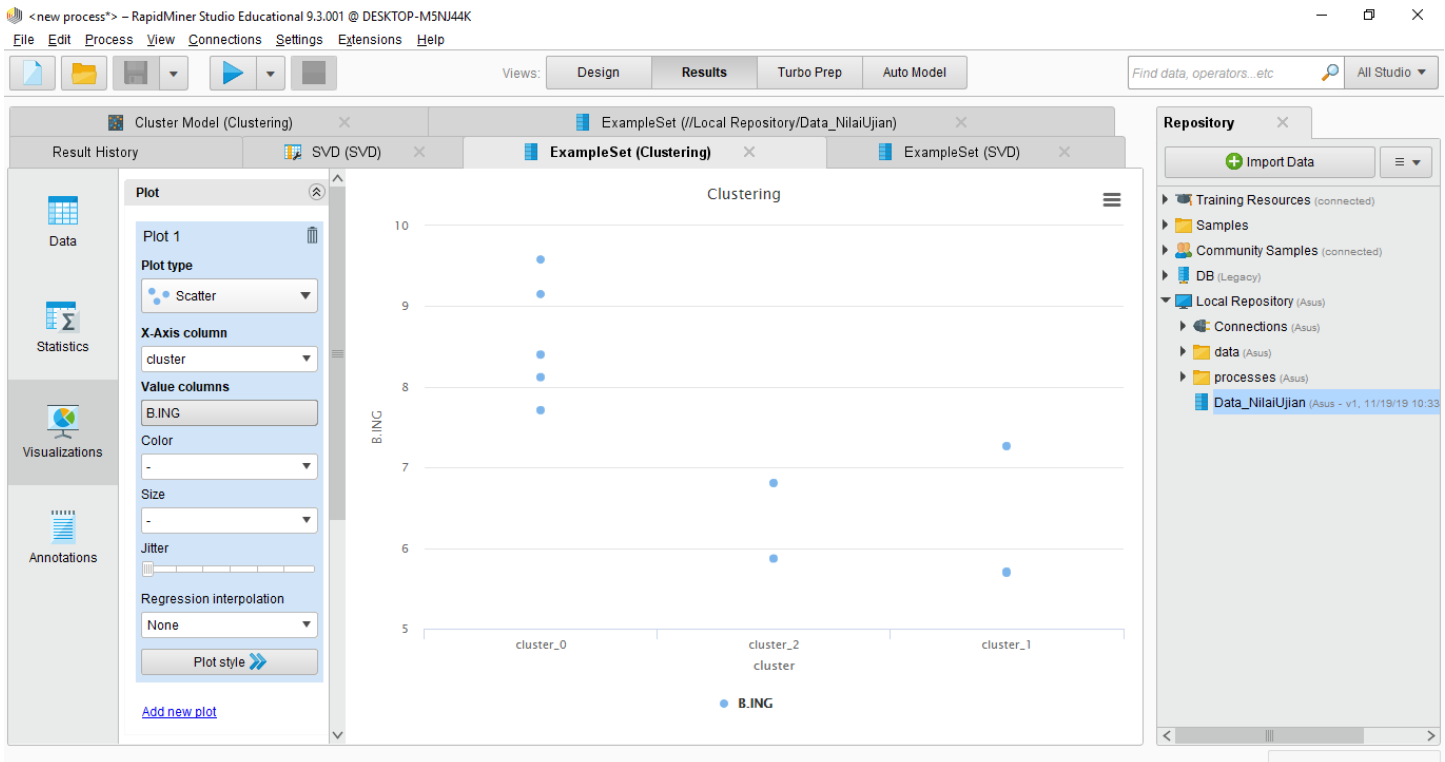 <new process*> – RapidMiner Studio Educational 9.3.001 @ DESKTOP-M5NJ44K
File Edit Process View Connections Settings Extensions Help
Views: Design Results Turbo Prep Auto Model
Find data, operators...etc
All Studio
Cluster Model (Clustering)
ExampleSet (//Local Repository/Data_NilaiUjian)
Result History
SVD (SVD)
ExampleSet (Clustering)
ExampleSet (SVD)
Data
Statistics
Visualizations
Annotations
Plot
Plot 1
Plot type
Scatter
X-Axis column
cluster
Value columns
B.ING
Color
-
Size
-
Jitter
Regression interpolation
None
Plot style
Add new plot
Clustering
10
9
8
7
6
5
B.ING
cluster_0 cluster_2 cluster_1
cluster
B.ING
Repository
Import Data
Training Resources (connected)
Samples
Community Samples (connected)
DB (Legacy)
Local Repository (Asus)
Connections (Asus)
data (Asus)
processes (Asus)
Data_NilaiUjian (Asus - v1, 11/19/19 10:33